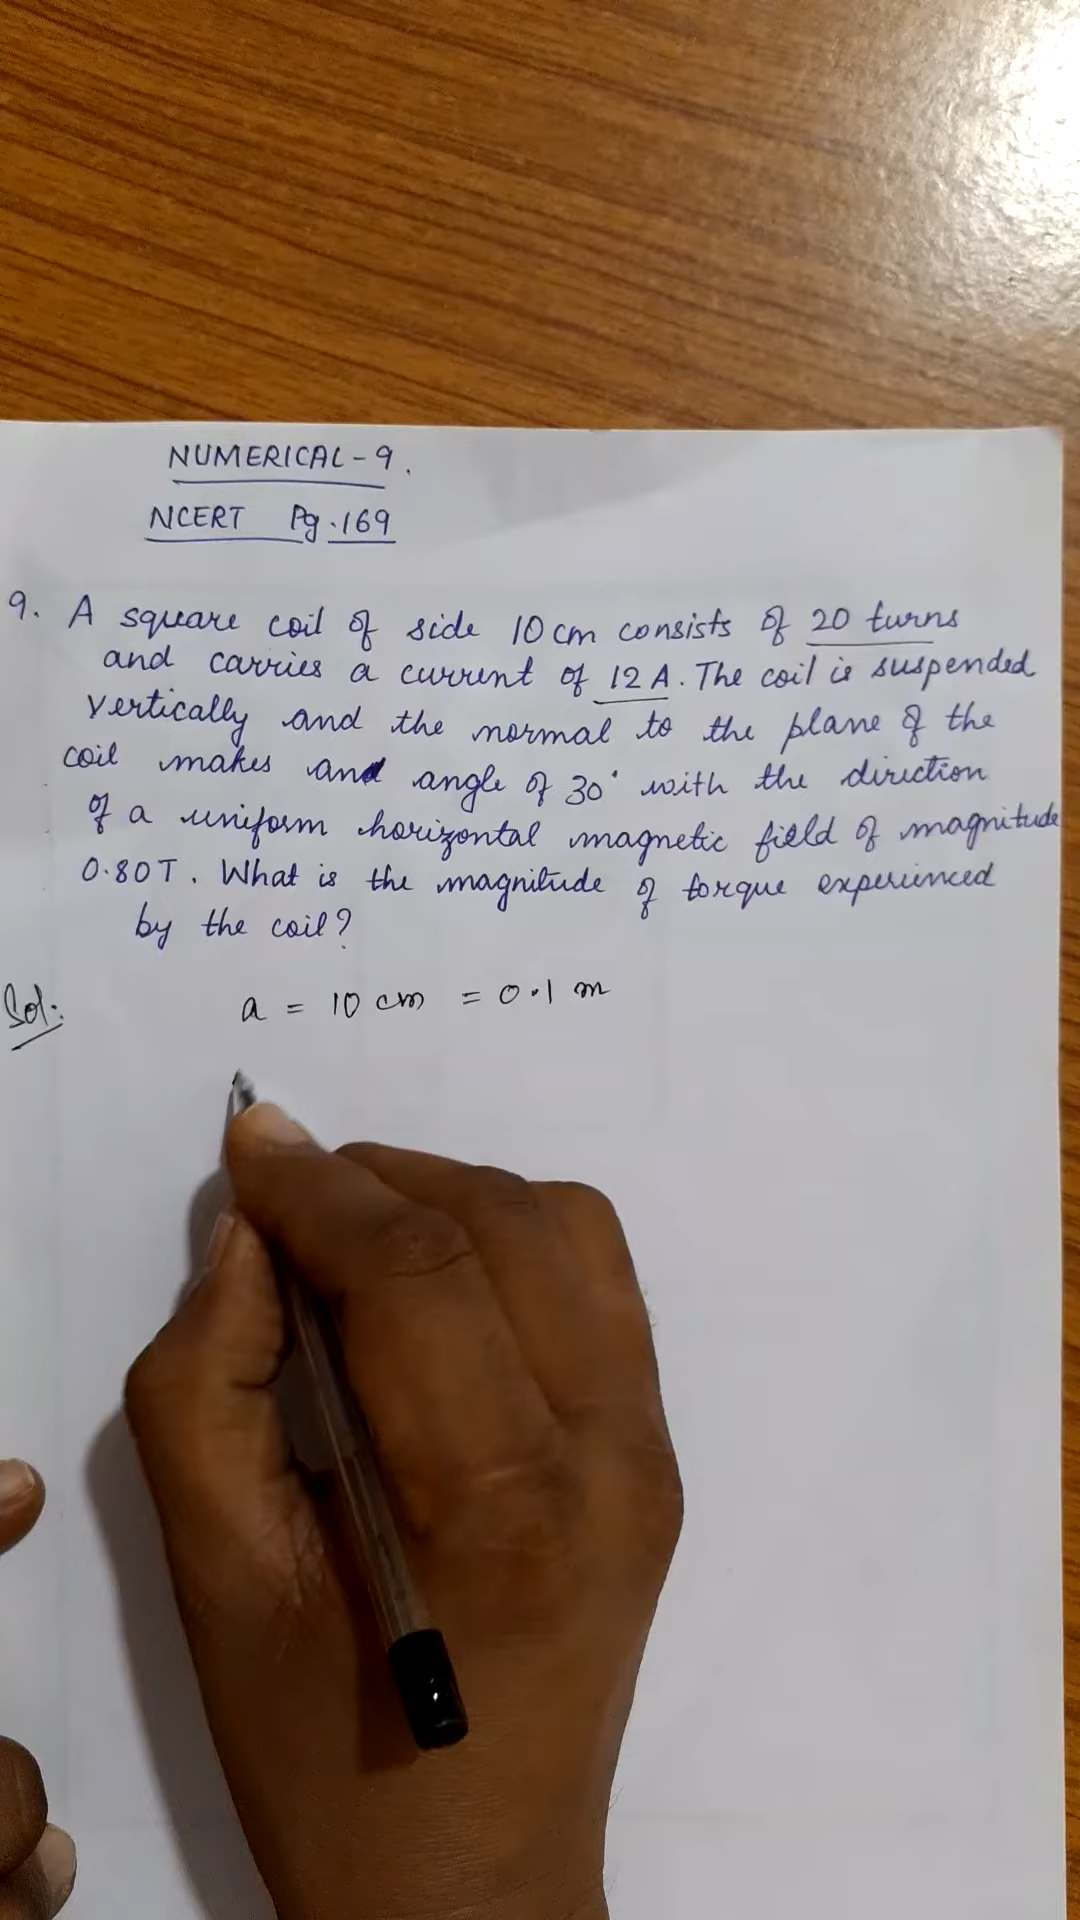 NUMERICAL - 9.
NCERT Pg.169
9. A square coil of side 10 cm consists of 20 turns
and carries a current of 12 A. The coil is suspended
vertically and the normal to the plane of the
coil makes and angle of 30° with the direction
of a uniform horizontal magnetic field of magnitude
0.80T. What is the magnitude of torque experienced
by the coil?
Sol: a = 10 cm = 0.1 m